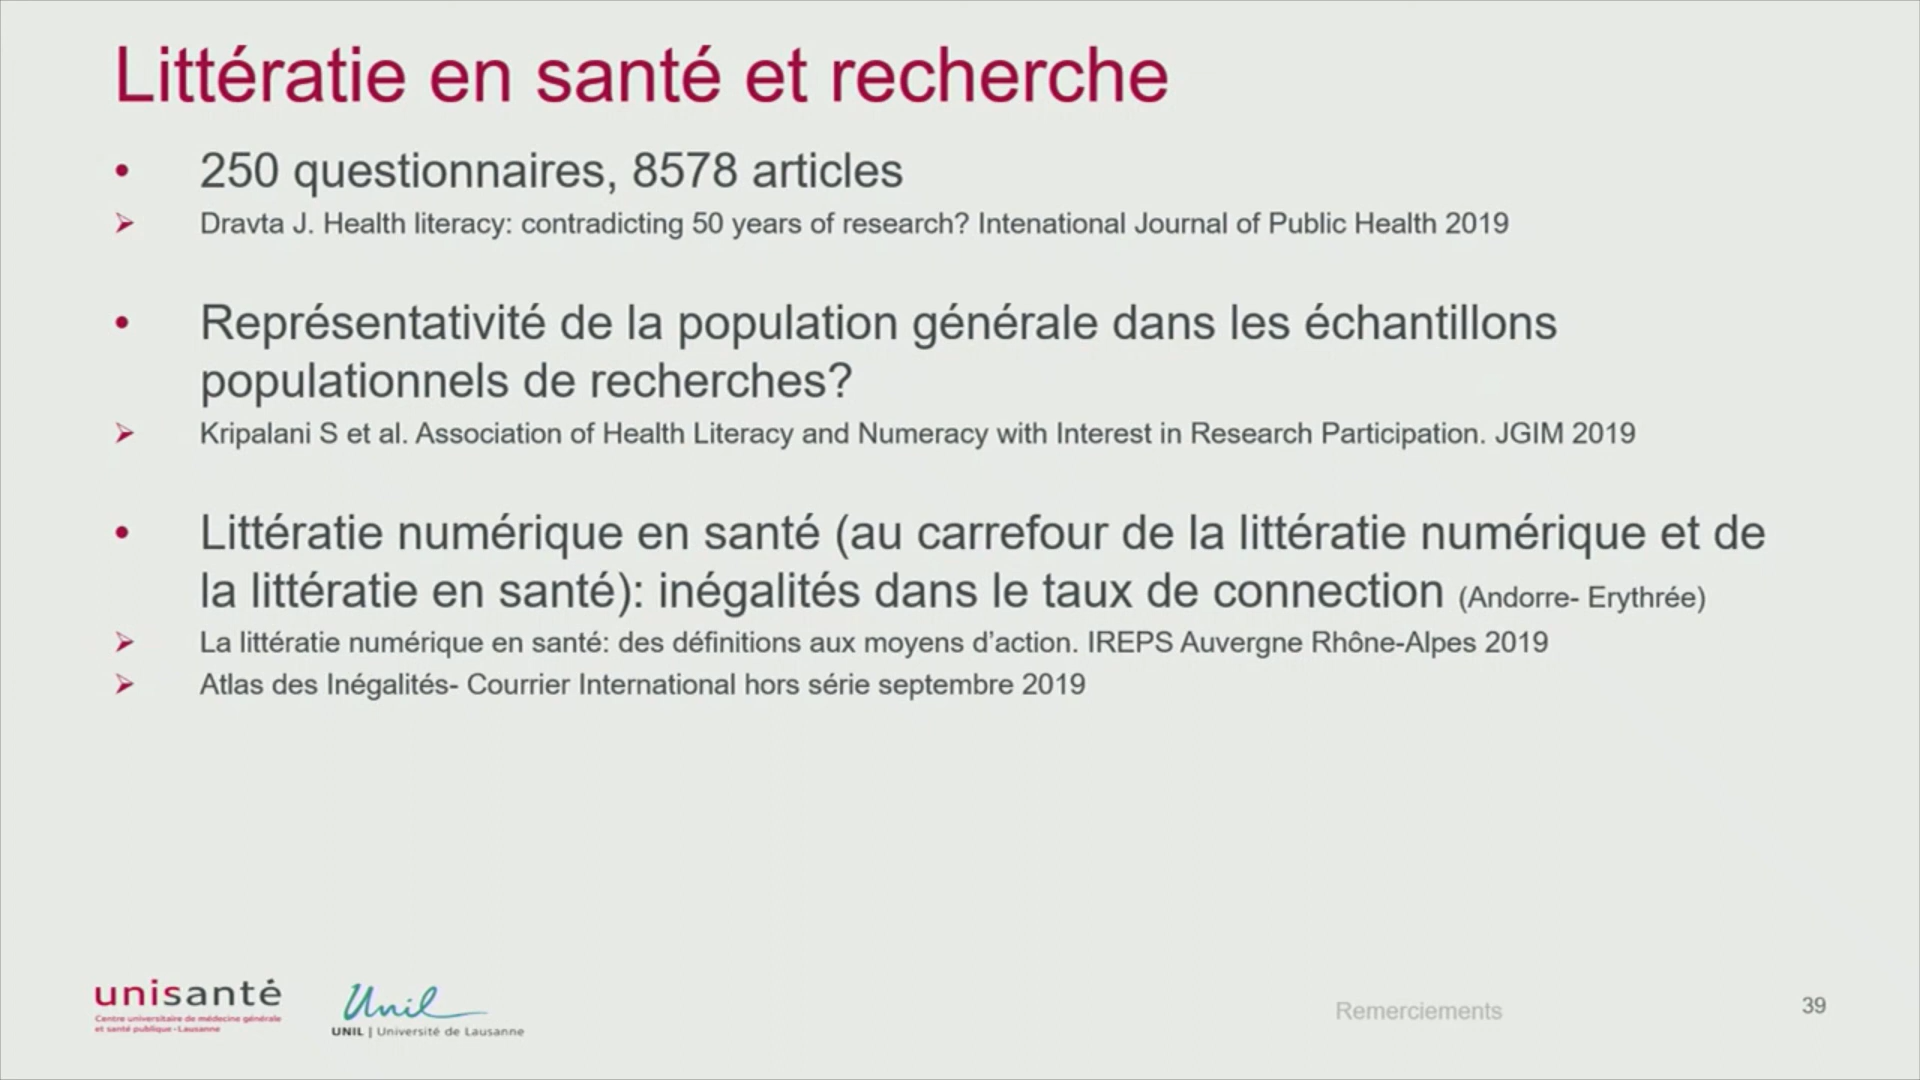 Littératie en santé et recherche
• 250 questionnaires, 8578 articles
➢ Dravta J. Health literacy: contradicting 50 years of research? Intenational Journal of Public Health 2019
• Représentativité de la population générale dans les échantillons
populationnels de recherches?
➢ Kripalani S et al. Association of Health Literacy and Numeracy with Interest in Research Participation. JGIM 2019
• Littératie numérique en santé (au carrefour de la littératie numérique et de
la littératie en santé): inégalités dans le taux de connection (Andorre- Erythrée)
➢ La littératie numérique en santé: des définitions aux moyens d’action. IREPS Auvergne Rhône-Alpes 2019
➢ Atlas des Inégalités- Courrier International hors série septembre 2019
unisanté
Centre universitaire de médecine générale
et santé publique - Lausanne
Unil
UNIL | Université de Lausanne
Remerciements
39